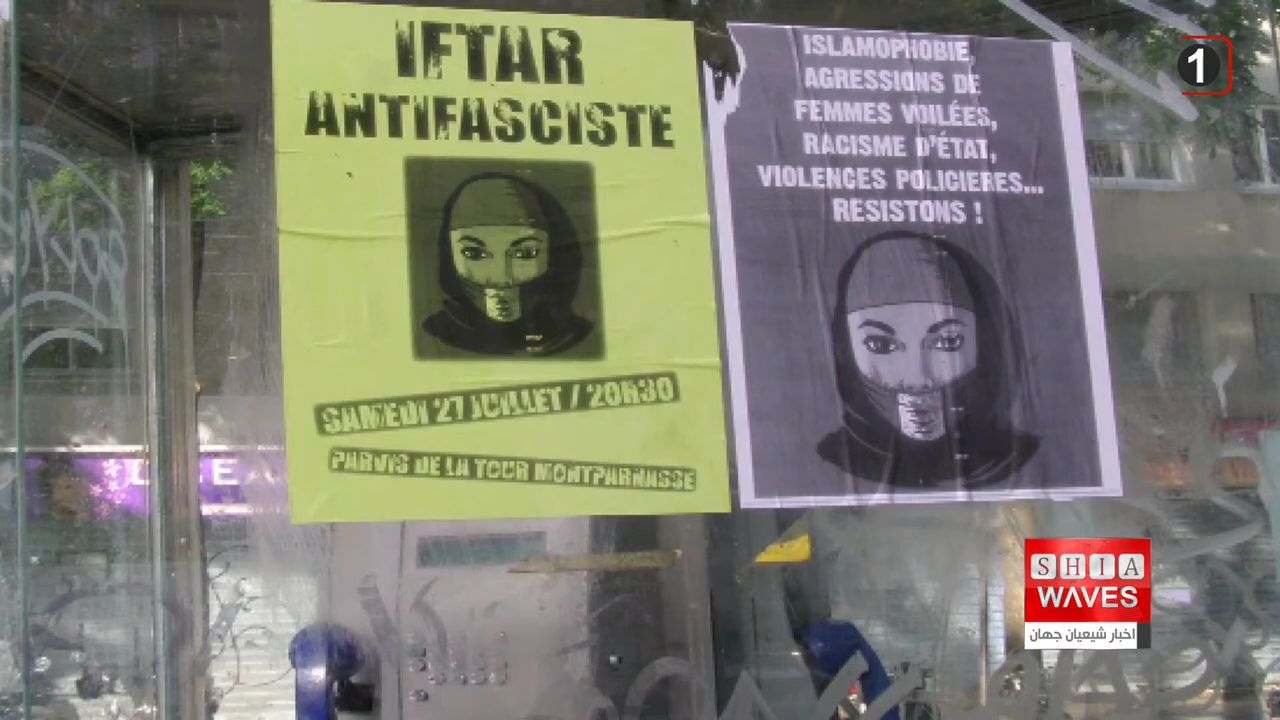 IFTAR
ANTIFASCISTE
SAMEDI 27 JUILLET / 20H30
PARVIS DE LA TOUR MONTPARNASSE
ISLAMOPHOBIE,
AGRESSIONS DE
FEMMES VOILÉES,
RACISME D'ÉTAT,
VIOLENCES POLICIERES...
RESISTONS !
1
SHIA
WAVES
اخبار شیعیان جهان